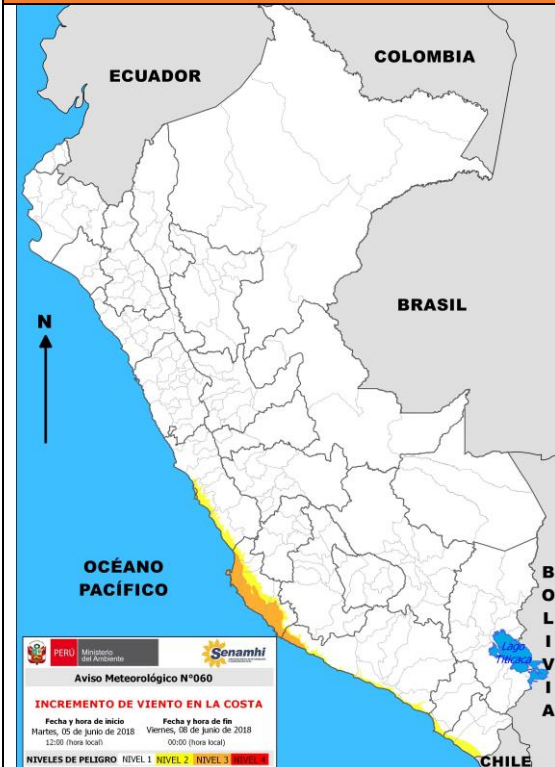 COLOMBIA
ECUADOR
BRASIL
N
OCÉANO
PACÍFICO
BOLIVIA
Lago
Titicaca
CHILE
PERÚ Ministerio
del Ambiente
Senamhi
Aviso Meteorológico N°060
INCREMENTO DE VIENTO EN LA COSTA
Fecha y hora de inicio Fecha y hora de fin
Martes, 05 de junio de 2018 Viernes, 08 de junio de 2018
12:00 (hora local) 00:00 (hora local)
NIVELES DE PELIGRO NIVEL 1 NIVEL 2 NIVEL 3 NIVEL 4